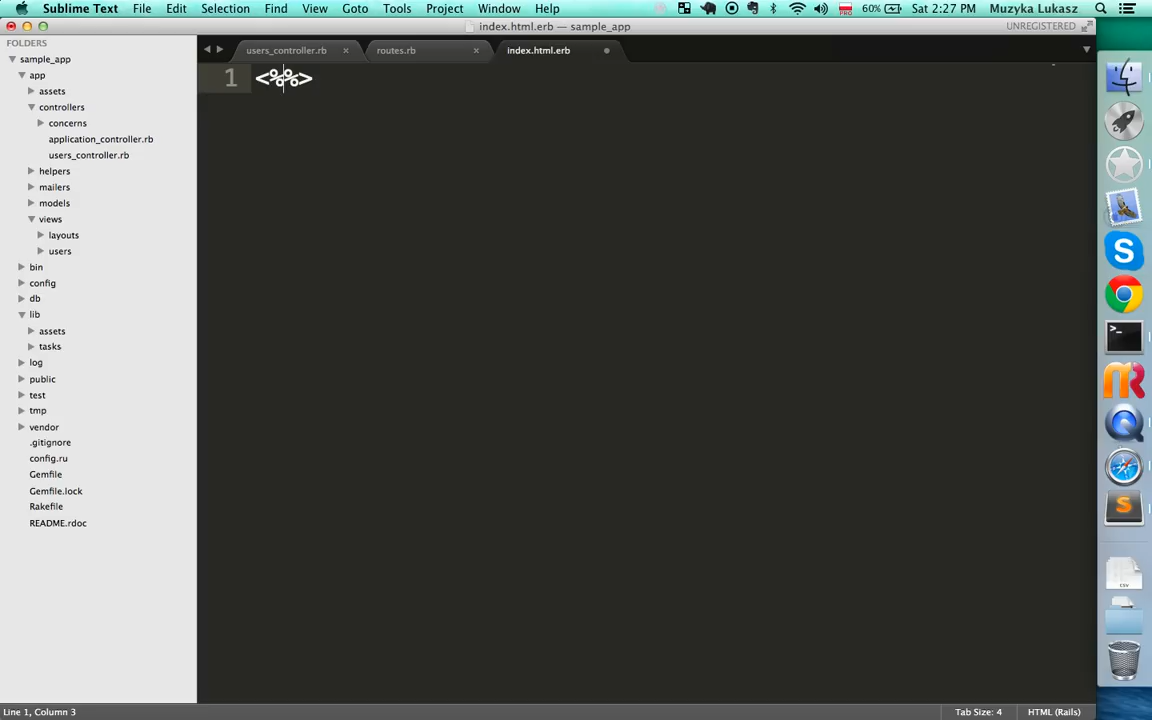 Sublime Text File Edit Selection Find View Goto Tools Project Window Help 60% Sat 2:27 PM Muzyka Lukasz
index.html.erb — sample_app UNREGISTERED
FOLDERS
users_controller.rb × routes.rb × index.html.erb
sample_app
app
assets
controllers
concerns
application_controller.rb
users_controller.rb
helpers
mailers
models
views
layouts
users
bin
config
db
lib
assets
tasks
log
public
test
tmp
vendor
.gitignore
config.ru
Gemfile
Gemfile.lock
Rakefile
README.rdoc
1 <%%>
CSV
Line 1, Column 3 Tab Size: 4 HTML (Rails)